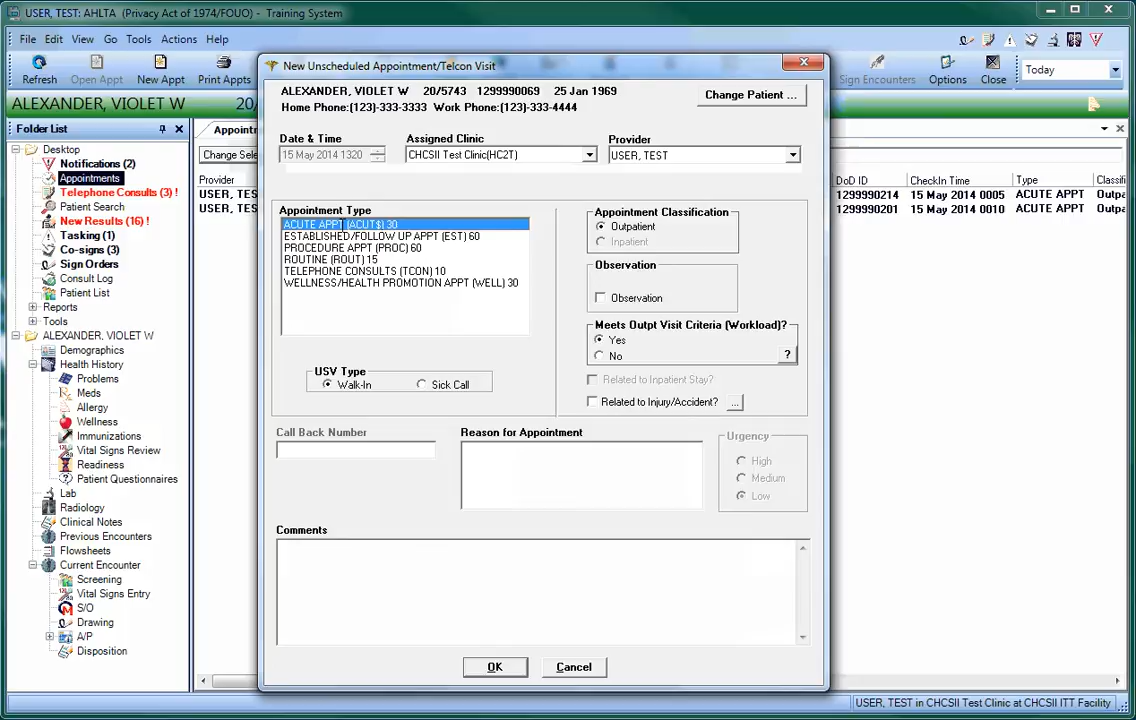 USER, TEST: AHLTA (Privacy Act of 1974/FOUO) - Training System
File Edit View Go Tools Actions Help
Refresh Open Appt New Appt Print Appts Sign Encounters Options Close Today
ALEXANDER, VIOLET W 20/
Folder List
Desktop
Notifications (2)
Appointments
Telephone Consults (3) !
Patient Search
New Results (16) !
Tasking (1)
Co-signs (3)
Sign Orders
Consult Log
Patient List
Reports
Tools
ALEXANDER, VIOLET W
Demographics
Health History
Problems
Meds
Allergy
Wellness
Immunizations
Vital Signs Review
Readiness
Patient Questionnaires
Lab
Radiology
Clinical Notes
Previous Encounters
Flowsheets
Current Encounter
Screening
Vital Signs Entry
S/O
Drawing
A/P
Disposition
Appointm
Change Sele
Provider
USER, TES
USER, TES
New Unscheduled Appointment/Telcon Visit
ALEXANDER, VIOLET W 20/5743 1299990069 25 Jan 1969
Home Phone:(123)-333-3333 Work Phone:(123)-333-4444
Change Patient ...
Date & Time Assigned Clinic Provider
15 May 2014 1320 CHCSII Test Clinic(HC2T) USER, TEST
Appointment Type
ACUTE APPT (ACUT$) 30
ESTABLISHED/FOLLOW UP APPT (EST) 60
PROCEDURE APPT (PROC) 60
ROUTINE (ROUT) 15
TELEPHONE CONSULTS (TCON) 10
WELLNESS/HEALTH PROMOTION APPT (WELL) 30
USV Type
Walk-In Sick Call
Appointment Classification
Outpatient
Inpatient
Observation
Observation
Meets Outpt Visit Criteria (Workload)?
Yes
No
?
Related to Inpatient Stay?
Related to Injury/Accident? ...
Call Back Number
Reason for Appointment
Urgency
High
Medium
Low
Comments
OK Cancel
DoD ID CheckIn Time Type Classifi
1299990214 15 May 2014 0005 ACUTE APPT Outpa
1299990201 15 May 2014 0010 ACUTE APPT Outpa
USER, TEST in CHCSII Test Clinic at CHCSII ITT Facility